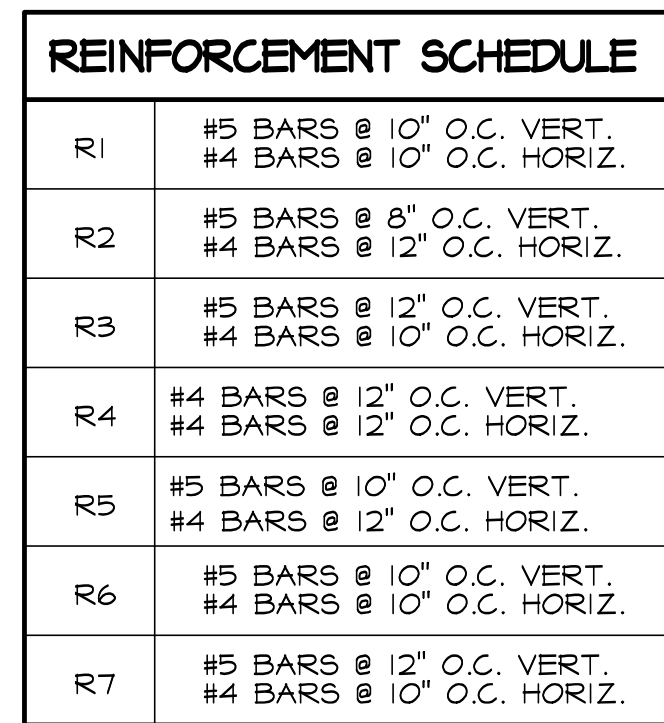 REINFORCEMENT SCHEDULE
R1
#5 BARS @ 10" O.C. VERT.
#4 BARS @ 10" O.C. HORIZ.
R2
#5 BARS @ 8" O.C. VERT.
#4 BARS @ 12" O.C. HORIZ.
R3
#5 BARS @ 12" O.C. VERT.
#4 BARS @ 10" O.C. HORIZ.
R4
#4 BARS @ 12" O.C. VERT.
#4 BARS @ 12" O.C. HORIZ.
R5
#5 BARS @ 10" O.C. VERT.
#4 BARS @ 12" O.C. HORIZ.
R6
#5 BARS @ 10" O.C. VERT.
#4 BARS @ 10" O.C. HORIZ.
R7
#5 BARS @ 12" O.C. VERT.
#4 BARS @ 10" O.C. HORIZ.